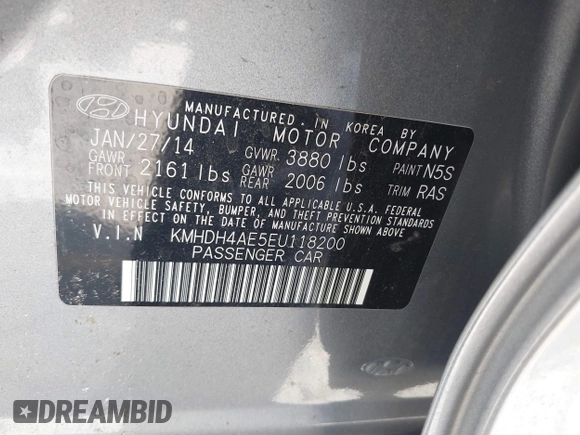 MANUFACTURED. IN KOREA BY
HYUNDAI MOTOR COMPANY
JAN/27/14 GVWR 3880 lbs PAINT N5S
GAWR FRONT 2161 lbs GAWR REAR 2006 lbs TRIM RAS
THIS VEHICLE CONFORMS TO ALL APPLICABLE U.S.A. FEDERAL
MOTOR VEHICLE SAFETY, BUMPER, AND THEFT PREVENTION STANDARDS
IN EFFECT ON THE DATE OF MANUFACTURE SHOWN ABOVE.
V.I.N KMHDH4AE5EU118200
PASSENGER CAR
DREAMBID